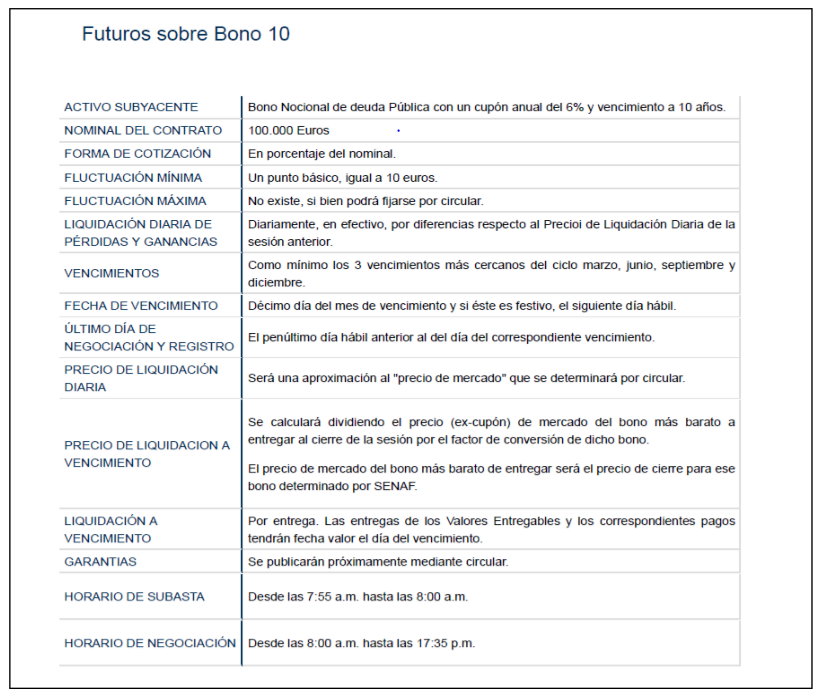 Futuros sobre Bono 10
ACTIVO SUBYACENTE
Bono Nocional de deuda Pública con un cupón anual del 6% y vencimiento a 10 años.
NOMINAL DEL CONTRATO
100.000 Euros
FORMA DE COTIZACIÓN
En porcentaje del nominal.
FLUCTUACIÓN MÍNIMA
Un punto básico, igual a 10 euros.
FLUCTUACIÓN MÁXIMA
No existe, si bien podrá fijarse por circular.
LIQUIDACIÓN DIARIA DE
PÉRDIDAS Y GANANCIAS
Diariamente, en efectivo, por diferencias respecto al Precioi de Liquidación Diaria de la
sesión anterior.
VENCIMIENTOS
Como mínimo los 3 vencimientos más cercanos del ciclo marzo, junio, septiembre y
diciembre.
FECHA DE VENCIMIENTO
Décimo día del mes de vencimiento y si éste es festivo, el siguiente día hábil.
ÚLTIMO DÍA DE
NEGOCIACIÓN Y REGISTRO
El penúltimo día hábil anterior al del día del correspondiente vencimiento.
PRECIO DE LIQUIDACIÓN
DIARIA
Será una aproximación al "precio de mercado" que se determinará por circular.
PRECIO DE LIQUIDACION A
VENCIMIENTO
Se calculará dividiendo el precio (ex-cupón) de mercado del bono más barato a
entregar al cierre de la sesión por el factor de conversión de dicho bono.
El precio de mercado del bono más barato de entregar será el precio de cierre para ese
bono determinado por SENAF.
LIQUIDACIÓN A
VENCIMIENTO
Por entrega. Las entregas de los Valores Entregables y los correspondientes pagos
tendrán fecha valor el día del vencimiento.
GARANTIAS
Se publicarán próximamente mediante circular.
HORARIO DE SUBASTA
Desde las 7:55 a.m. hasta las 8:00 a.m.
HORARIO DE NEGOCIACIÓN
Desde las 8:00 a.m. hasta las 17:35 p.m.